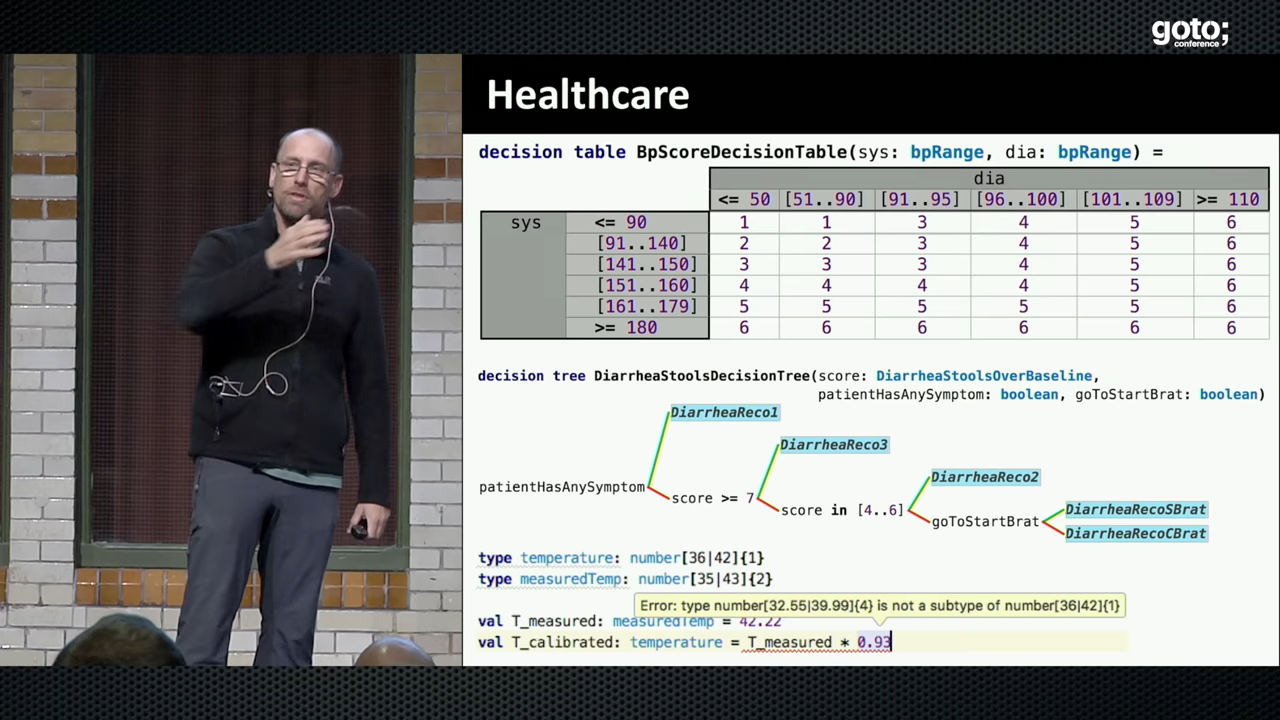 goto;
conference
Healthcare
decision table BpScoreDecisionTable(sys: bpRange, dia: bpRange) =
dia
<= 50 [51..90] [91..95] [96..100] [101..109] >= 110
sys <= 90 1 1 3 4 5 6
[91..140] 2 2 3 4 5 6
[141..150] 3 3 3 4 5 6
[151..160] 4 4 4 4 5 6
[161..179] 5 5 5 5 5 6
>= 180 6 6 6 6 6 6
decision tree DiarrheaStoolsDecisionTree(score: DiarrheaStoolsOverBaseline,
patientHasAnySymptom: boolean, goToStartBrat: boolean)
DiarrheaReco1
DiarrheaReco3
DiarrheaReco2
patientHasAnySymptom
score >= 7
score in [4..6]
DiarrheaRecoSBrat
goToStartBrat
DiarrheaRecoCBrat
type temperature: number[36|42]{1}
type measuredTemp: number[35|43]{2}
Error: type number[32.55|39.99]{4} is not a subtype of number[36|42]{1}
val T_measured: measuredTemp = 42.22
val T_calibrated: temperature = T_measured * 0.93